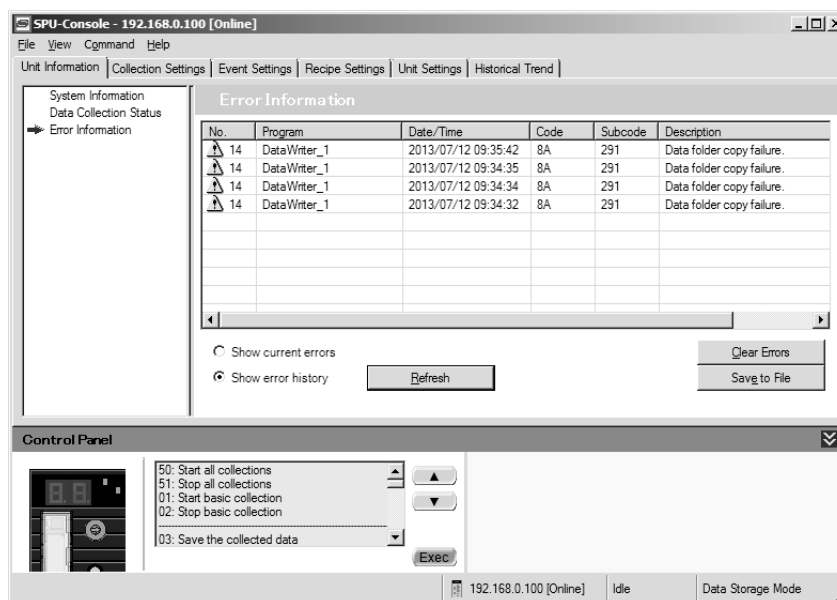 SPU-Console - 192.168.0.100 [Online]
File View Command Help
Unit Information Collection Settings Event Settings Recipe Settings Unit Settings Historical Trend
System Information
Data Collection Status
Error Information
Error Information
No. Program Date/Time Code Subcode Description
14 DataWriter_1 2013/07/12 09:35:42 8A 291 Data folder copy failure.
14 DataWriter_1 2013/07/12 09:34:35 8A 291 Data folder copy failure.
14 DataWriter_1 2013/07/12 09:34:34 8A 291 Data folder copy failure.
14 DataWriter_1 2013/07/12 09:34:32 8A 291 Data folder copy failure.
Show current errors
Show error history
Refresh
Clear Errors
Save to File
Control Panel
8.8.
50: Start all collections
51: Stop all collections
01: Start basic collection
02: Stop basic collection
03: Save the collected data
Exec
192.168.0.100 [Online] Idle Data Storage Mode